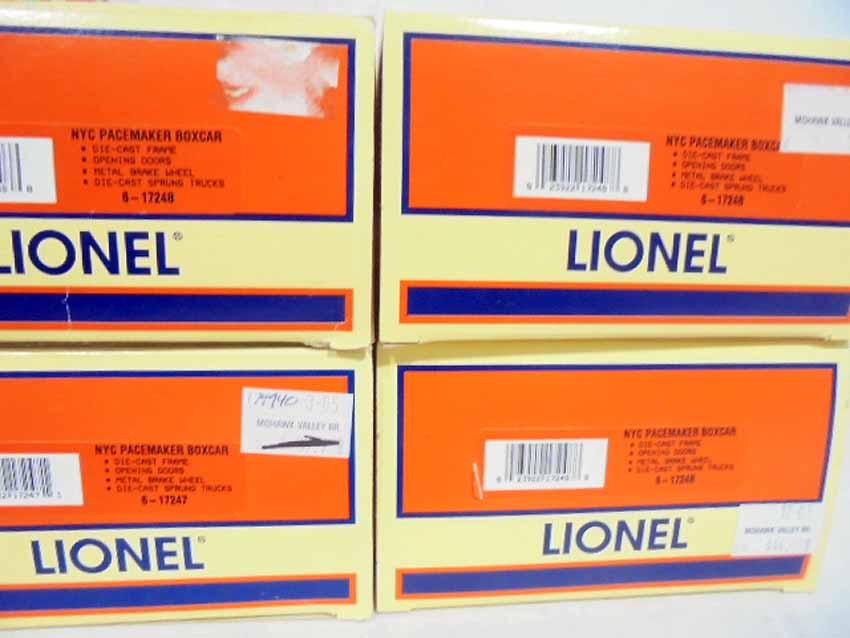 NYC PACEMAKER BOXCAR
• DIE-CAST FRAME
• OPENING DOORS
• METAL BRAKE WHEEL
• DIE-CAST SPRUNG TRUCKS
6-17248
LIONEL®
MOHAWK VALLE
NYC PACEMAKER BOXCA
• DIE-CAST FRAME
• OPENING DOORS
• METAL BRAKE WHEEL
• DIE-CAST SPRUNG TRUCKS
6-17248
LIONEL®
3-05
MOHAWK VALLEY RR
NYC PACEMAKER BOXCAR
• DIE-CAST FRAME
• OPENING DOORS
• METAL BRAKE WHEEL
• DIE-CAST SPRUNG TRUCKS
6-17247
LIONEL®
NYC PACEMAKER BOXCAR
• DIE-CAST FRAME
• OPENING DOORS
• METAL BRAKE WHEEL
• DIE-CAST SPRUNG TRUCKS
6-17248
MOHAWK VALLEY RR
LIONEL®